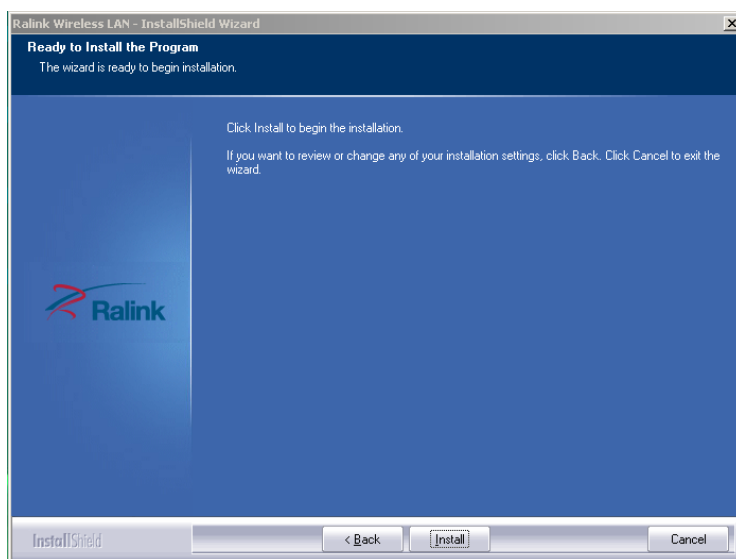 Ralink Wireless LAN - InstallShield Wizard
Ready to Install the Program
The wizard is ready to begin installation.
Click Install to begin the installation.
If you want to review or change any of your installation settings, click Back. Click Cancel to exit the
wizard.
Ralink
InstallShield
< Back
Install
Cancel